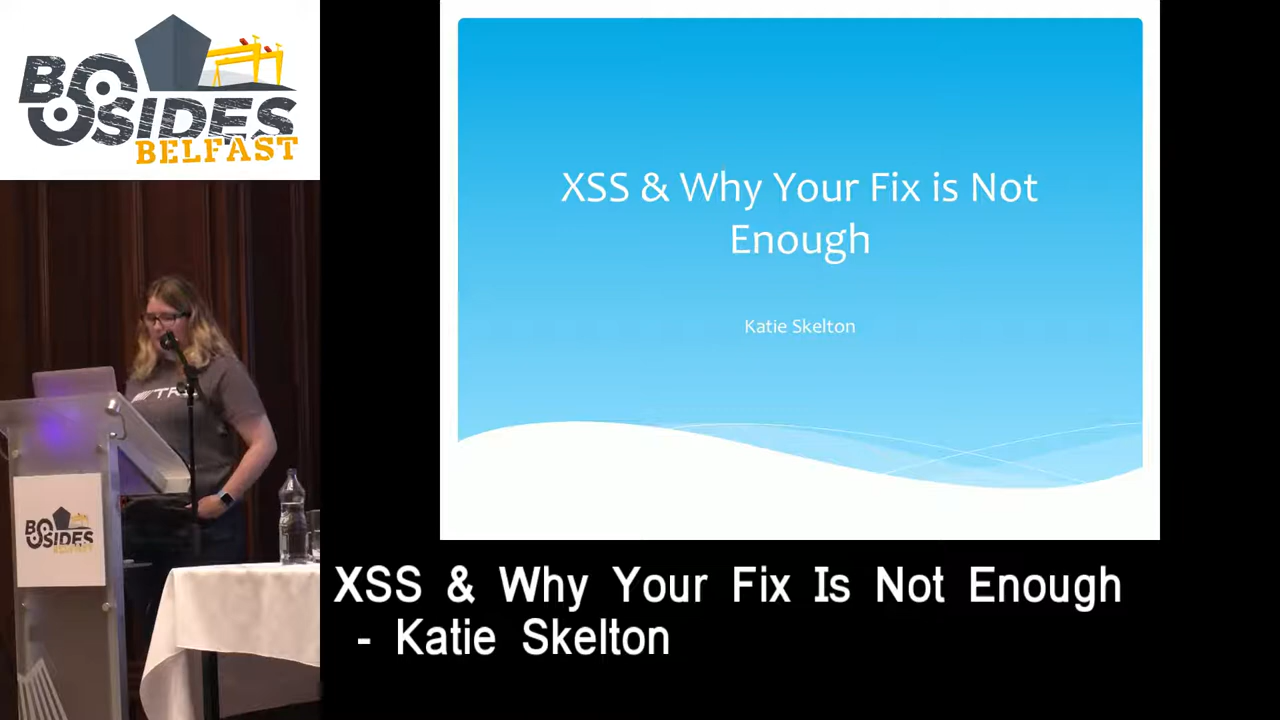 BSIDES
BELFAST
XSS & Why Your Fix is Not
Enough
Katie Skelton
BSIDES
BELFAST
XSS & Why Your Fix Is Not Enough
- Katie Skelton